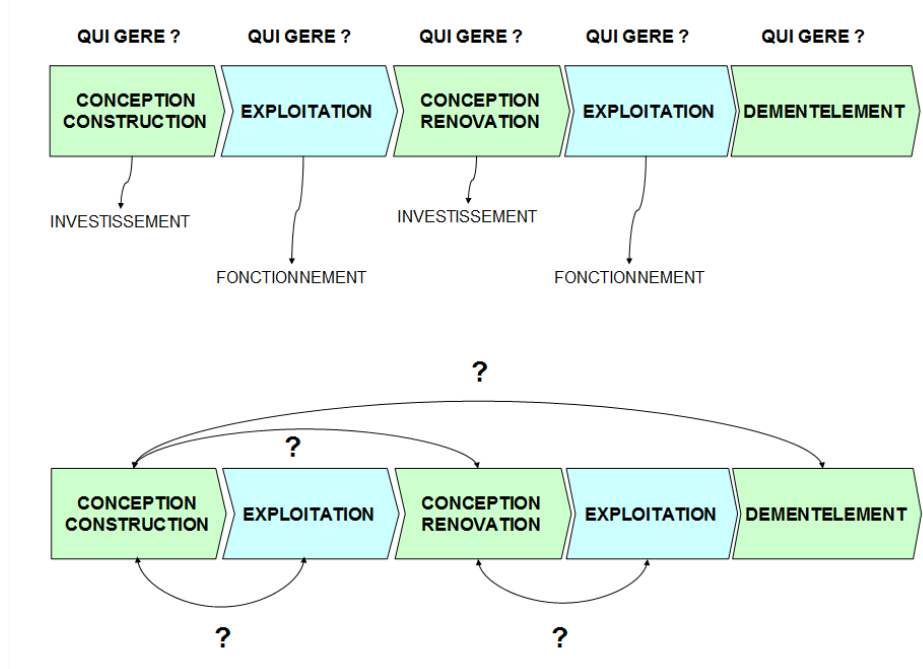 QUI GERE ? QUI GERE ? QUI GERE ? QUI GERE ? QUI GERE ?
CONCEPTION
CONSTRUCTION
EXPLOITATION
CONCEPTION
RENOVATION
EXPLOITATION
DEMENTELEMENT
INVESTISSEMENT
INVESTISSEMENT
FONCTIONNEMENT
FONCTIONNEMENT
?
?
CONCEPTION
CONSTRUCTION
EXPLOITATION
CONCEPTION
RENOVATION
EXPLOITATION
DEMENTELEMENT
?
?